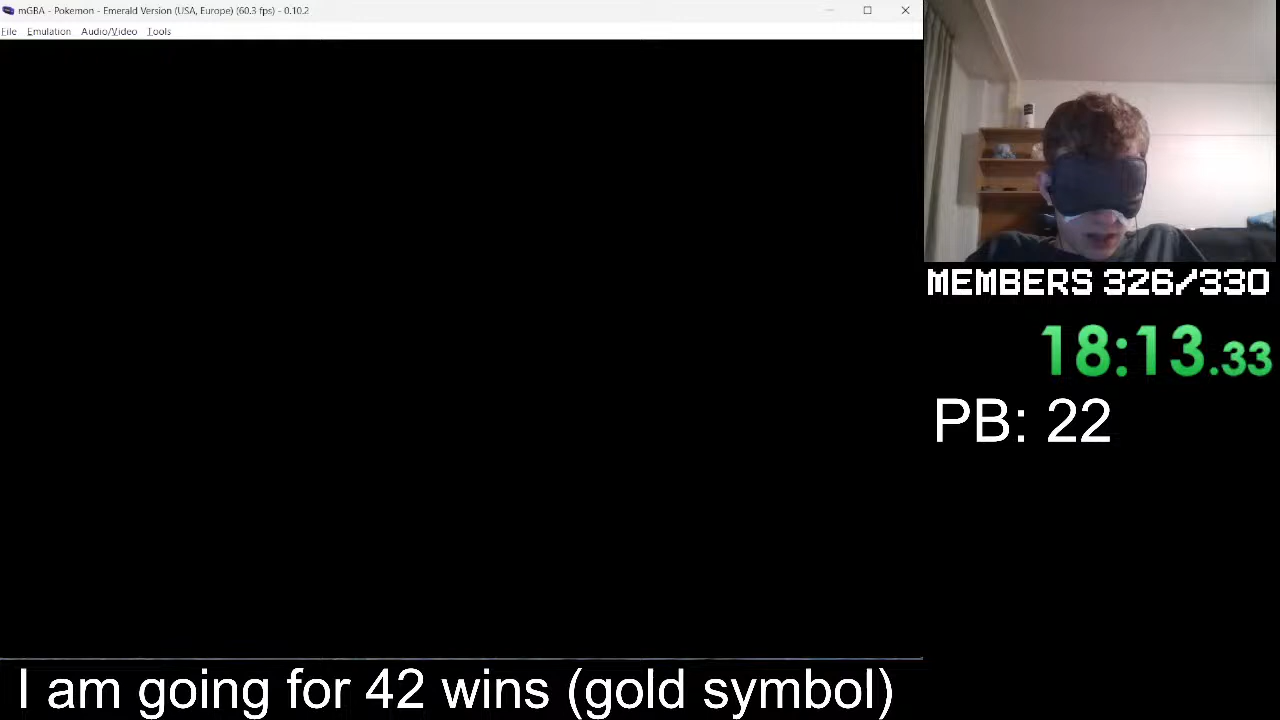 mGBA - Pokemon - Emerald Version (USA, Europe) (60.3 fps) - 0.10.2
File Emulation Audio/Video Tools
MEMBERS 326/330
18:13.33
PB: 22
I am going for 42 wins (gold symbol)